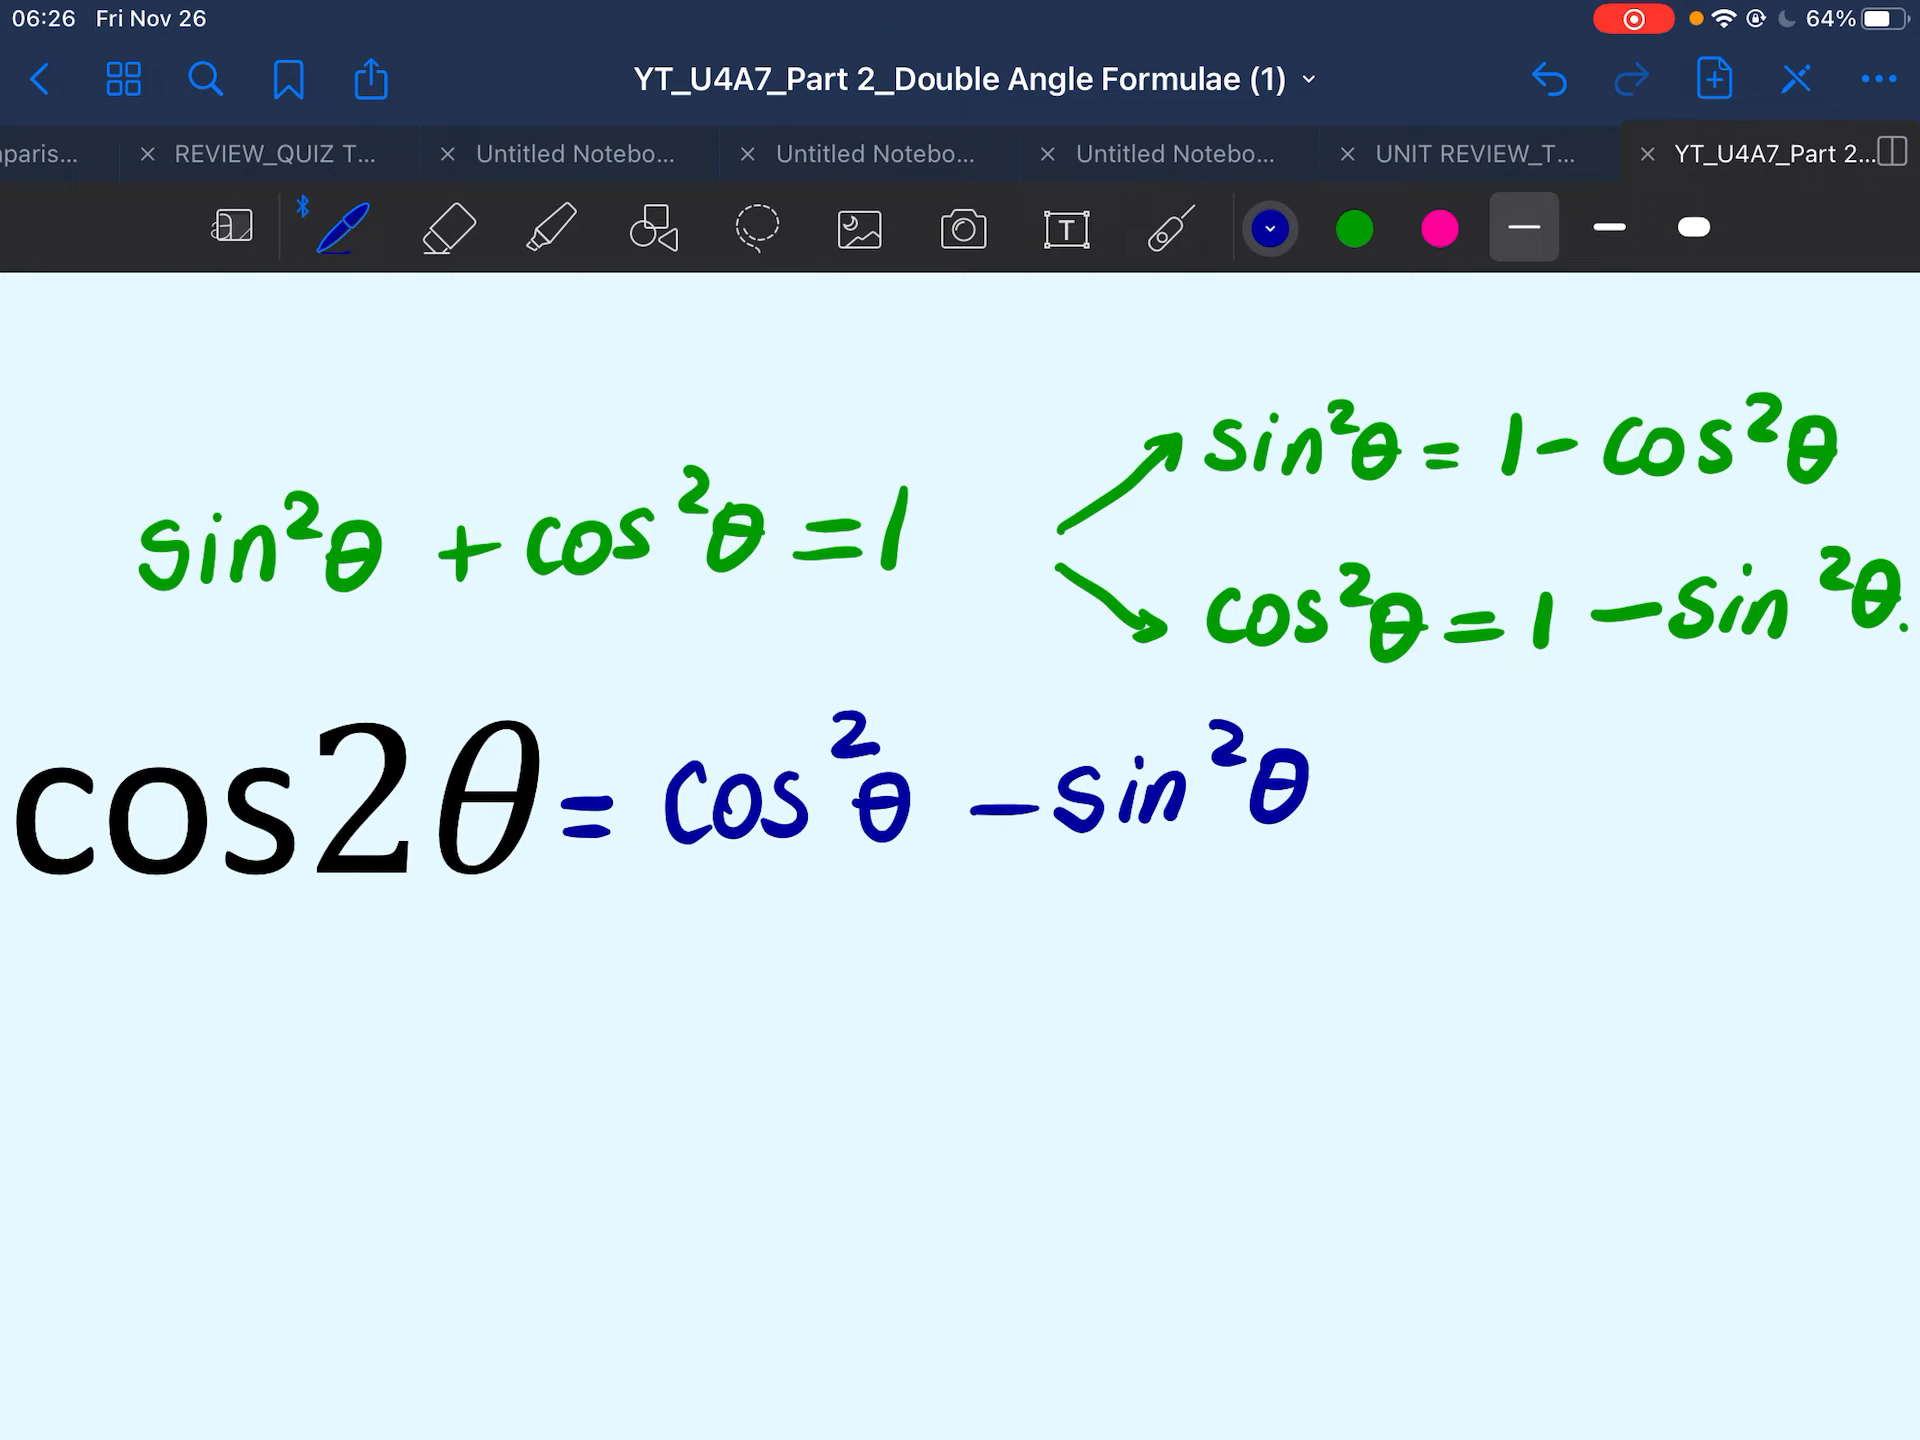 06:26 Fri Nov 26 64%
YT_U4A7_Part 2_Double Angle Formulae (1)
paris... REVIEW_QUIZ T... Untitled Notebo... Untitled Notebo... Untitled Notebo... UNIT REVIEW_T... YT_U4A7_Part 2...
T
sin²θ = 1 - cos²θ
sin²θ + cos²θ = 1
cos²θ = 1 - sin²θ.
cos2θ = cos²θ - sin²θ